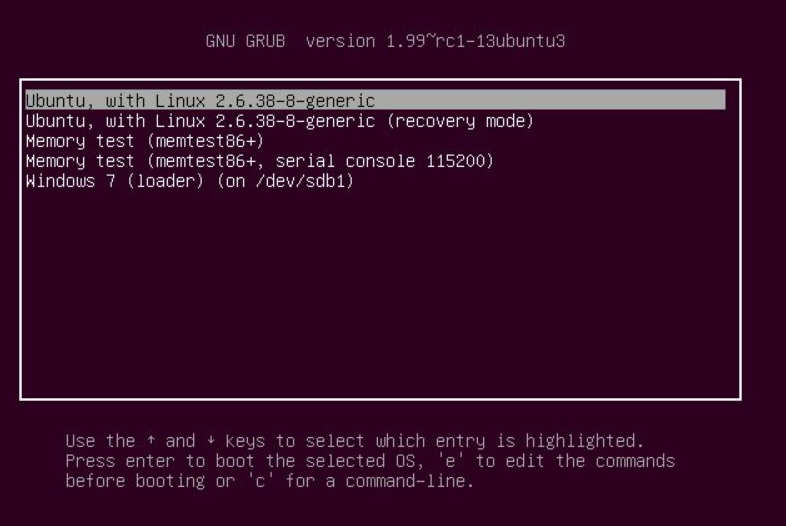 GNU GRUB  version 1.99~rc1-13ubuntu3
Ubuntu, with Linux 2.6.38-8-generic
Ubuntu, with Linux 2.6.38-8-generic (recovery mode)
Memory test (memtest86+)
Memory test (memtest86+, serial console 115200)
Windows 7 (loader) (on /dev/sdb1)
Use the ↑ and ↓ keys to select which entry is highlighted.
Press enter to boot the selected OS, 'e' to edit the commands
before booting or 'c' for a command-line.